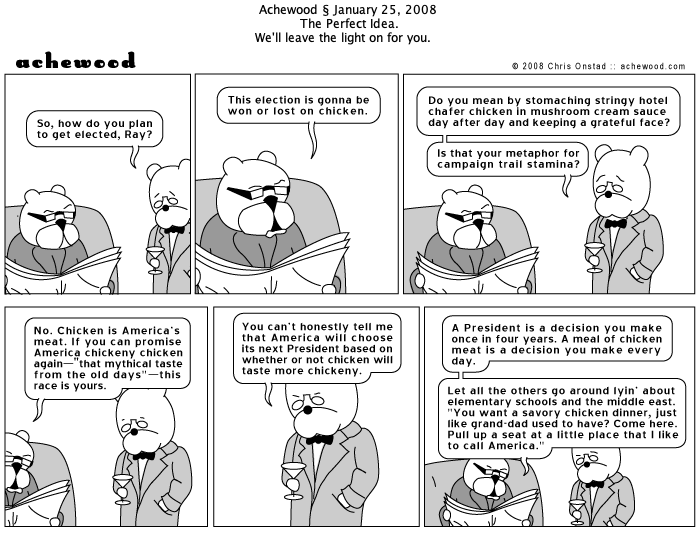 Achewood § January 25, 2008
The Perfect Idea.
We'll leave the light on for you.
achewood
© 2008 Chris Onstad :: achewood.com
So, how do you plan
to get elected, Ray?
This election is gonna be
won or lost on chicken.
Do you mean by stomaching stringy hotel
chafer chicken in mushroom cream sauce
day after day and keeping a grateful face?
Is that your metaphor for
campaign trail stamina?
No. Chicken is America's
meat. If you can promise
America chickeny chicken
again—"that mythical taste
from the old days"—this
race is yours.
You can't honestly tell me
that America will choose
its next President based on
whether or not chicken will
taste more chickeny.
A President is a decision you make
once in four years. A meal of chicken
meat is a decision you make every
day.
Let all the others go around lyin' about
elementary schools and the middle east.
"You want a savory chicken dinner, just
like grand-dad used to have? Come here.
Pull up a seat at a little place that I like
to call America."